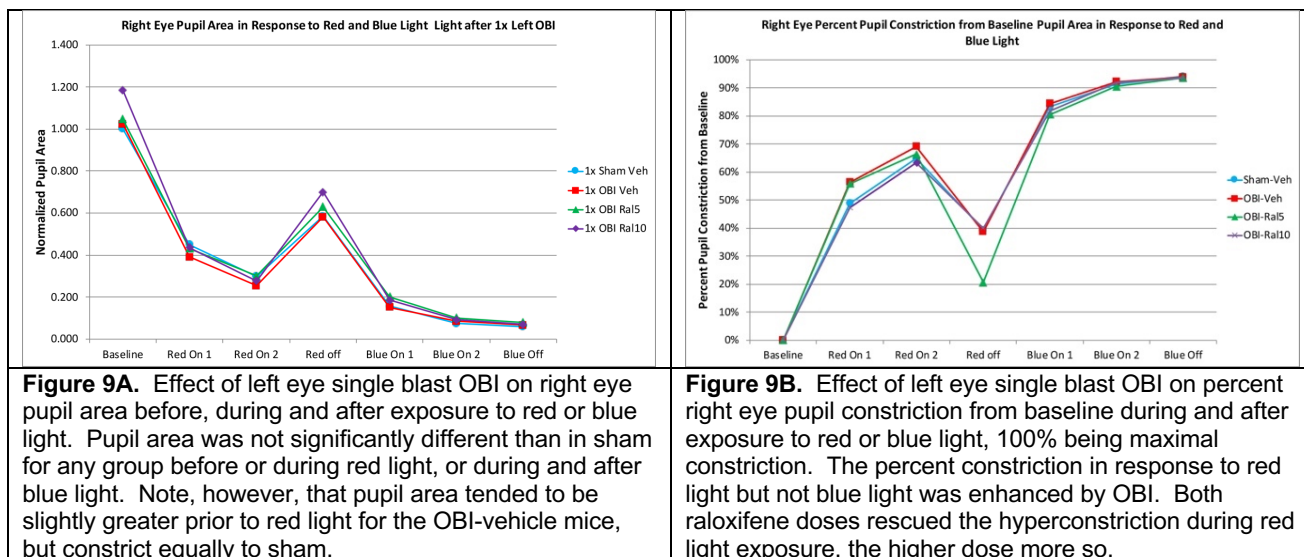 Right Eye Pupil Area in Response to Red and Blue Light  Light after 1x Left OBI
1.400
1.200
1.000
0.800
0.600
0.400
0.200
0.000
Normalized Pupil Area
Baseline
Red On 1
Red On 2
Red off
Blue On 1
Blue On 2
Blue Off
1x Sham Veh
1x OBI Veh
1x OBI Ral5
1x OBI Ral10
Right Eye Percent Pupil Constriction from Baseline Pupil Area in Response to Red and
Blue Light
100%
90%
80%
70%
60%
50%
40%
30%
20%
10%
0%
Percent Pupil Constriction from Baseline
Baseline
Red On 1
Red On 2
Red off
Blue On 1
Blue On 2
Blue Off
Sham-Veh
OBI-Veh
OBI-Ral5
OBI-Ral10
Figure 9A.  Effect of left eye single blast OBI on right eye
pupil area before, during and after exposure to red or blue
light.  Pupil area was not significantly different than in sham
for any group before or during red light, or during and after
blue light.  Note, however, that pupil area tended to be
slightly greater prior to red light for the OBI-vehicle mice,
but constrict equally to sham.
Figure 9B.  Effect of left eye single blast OBI on percent
right eye pupil constriction from baseline during and after
exposure to red or blue light, 100% being maximal
constriction.  The percent constriction in response to red
light but not blue light was enhanced by OBI.  Both
raloxifene doses rescued the hyperconstriction during red
light exposure, the higher dose more so.